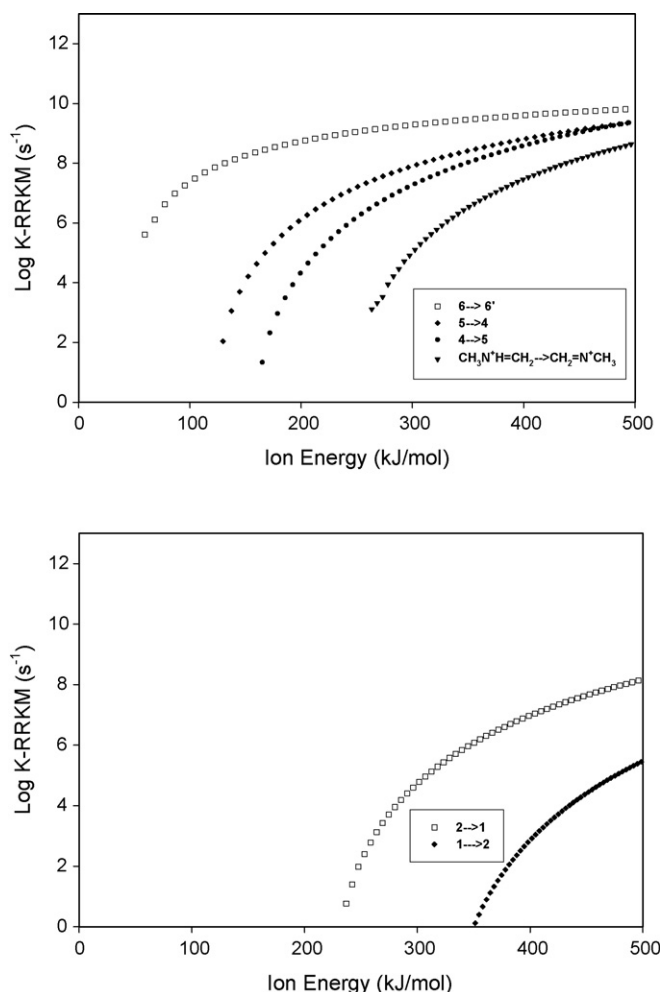 12
10
8
6
4
2
0
Log K-RRKM (s⁻¹)
6--> 6'
5-->4
4-->5
CH₃N⁺H=CH₂-->CH₂=N⁺CH₃
0 100 200 300 400 500
Ion Energy (kJ/mol)
12
10
8
6
4
2
0
Log K-RRKM (s⁻¹)
2-->1
1--->2
0 100 200 300 400 500
Ion Energy (kJ/mol)